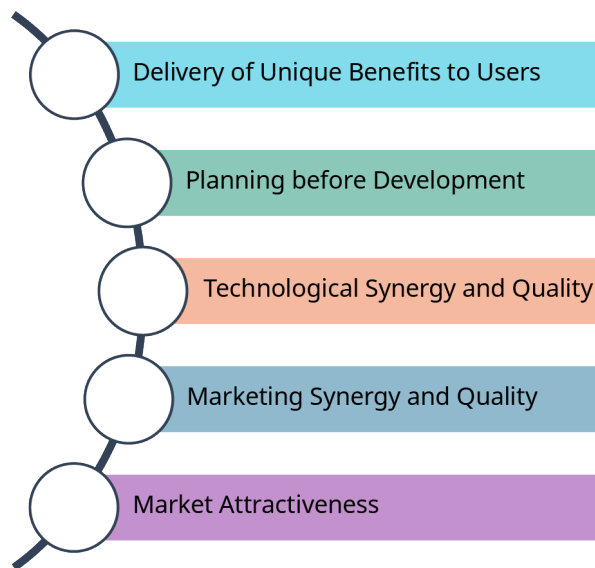 Delivery of Unique Benefits to Users
Planning before Development
Technological Synergy and Quality
Marketing Synergy and Quality
Market Attractiveness